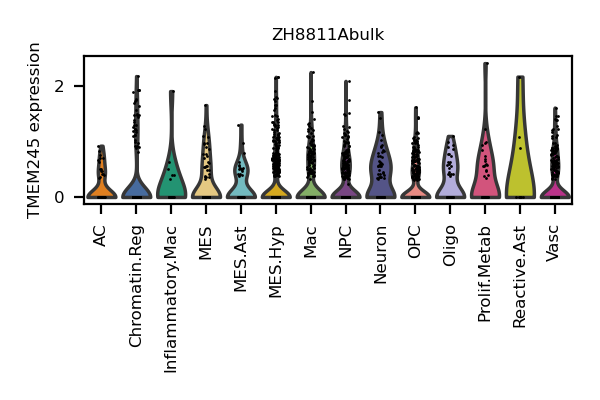 ZH8811Abulk
TMEM245 expression
2
0
AC
Chromatin.Reg
Inflammatory.Mac
MES
MES.Ast
MES.Hyp
Mac
NPC
Neuron
OPC
Oligo
Prolif.Metab
Reactive.Ast
Vasc